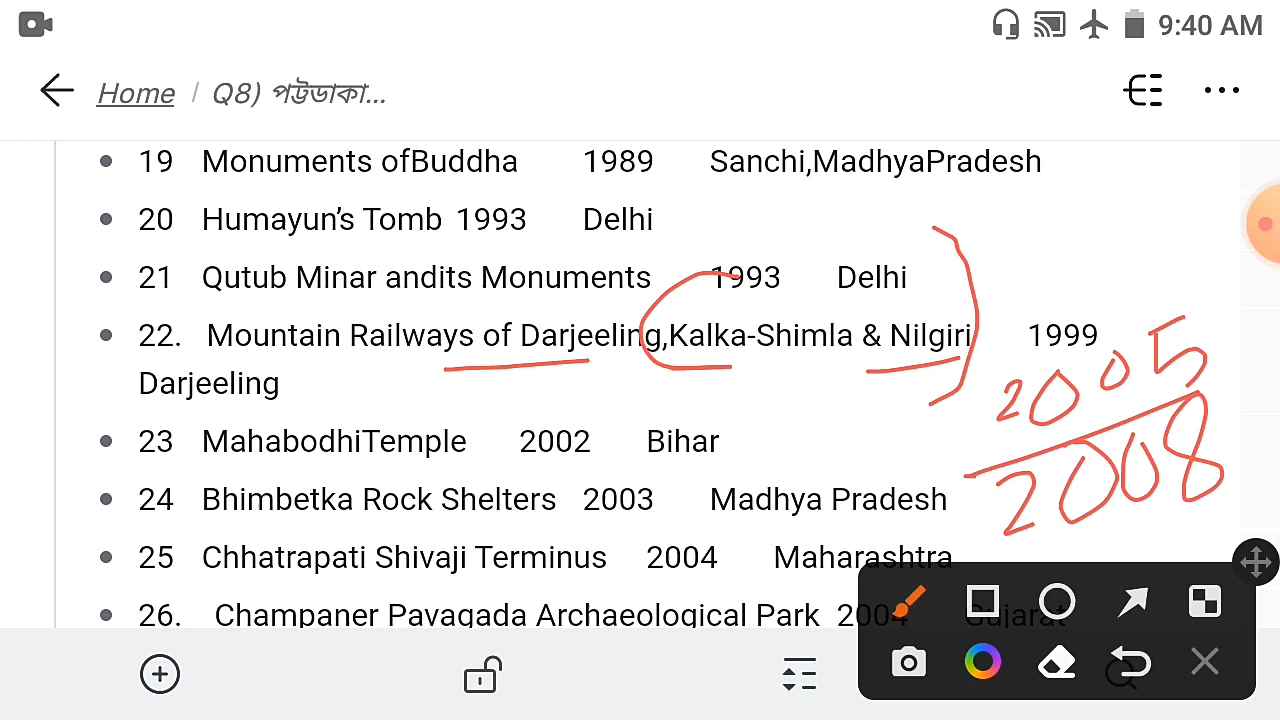 9:40 AM
Home / Q8) পট্টডাকা...
19 Monuments ofBuddha 1989 Sanchi,MadhyaPradesh
20 Humayun’s Tomb 1993 Delhi
21 Qutub Minar andits Monuments 1993 Delhi
22. Mountain Railways of Darjeeling,Kalka-Shimla & Nilgiri 1999
Darjeeling
2005
2008
23 MahabodhiTemple 2002 Bihar
24 Bhimbetka Rock Shelters 2003 Madhya Pradesh
25 Chhatrapati Shivaji Terminus 2004 Maharashtra
26. Champaner Pavagada Archaeological Park 2004 Gujarat